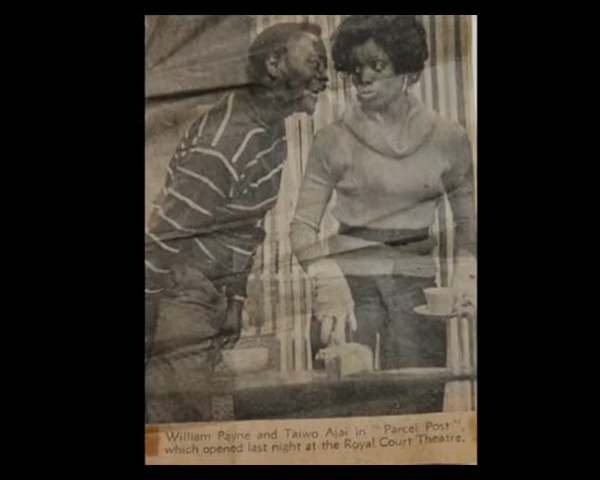 William Payne and Taiwo Ajai in "Parcel Post",
which opened last night at the Royal Court Theatre.